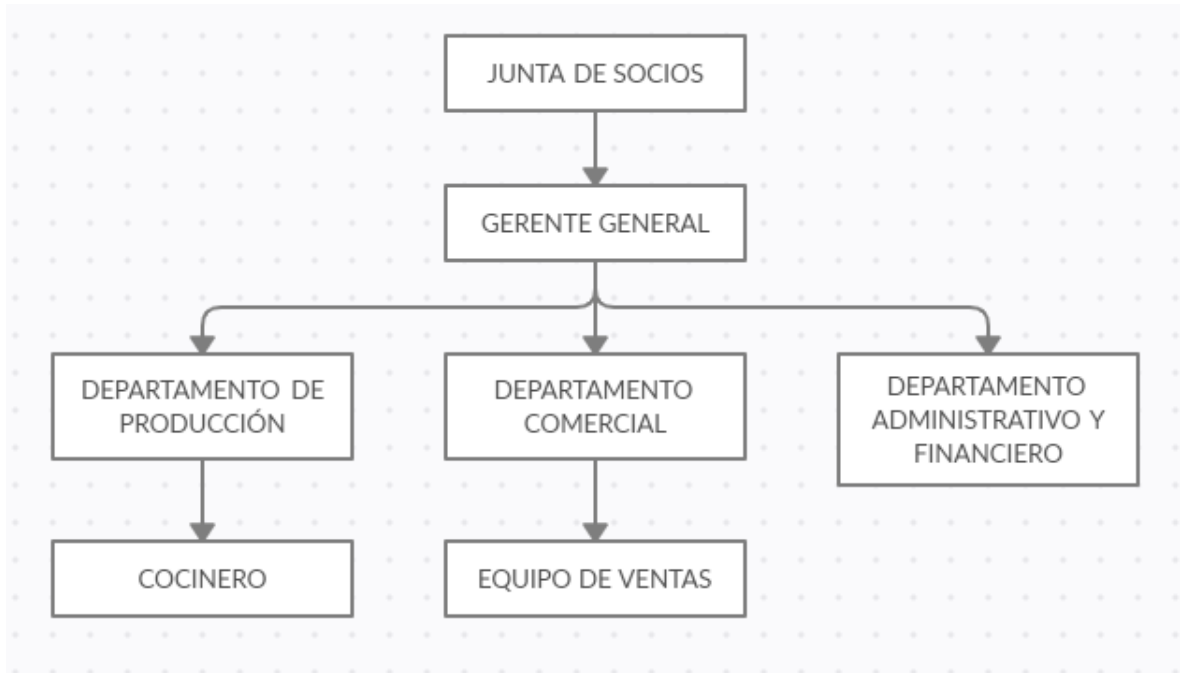 JUNTA DE SOCIOS
GERENTE GENERAL
DEPARTAMENTO DE
PRODUCCIÓN
DEPARTAMENTO
COMERCIAL
DEPARTAMENTO
ADMINISTRATIVO Y
FINANCIERO
COCINERO
EQUIPO DE VENTAS